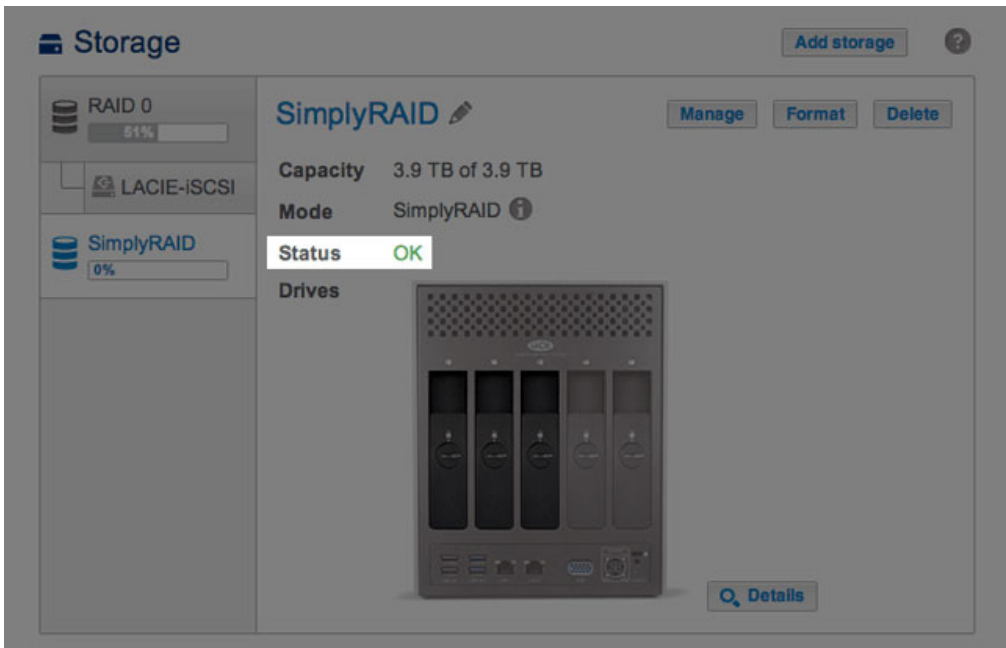 Storage
Add storage
?
RAID 0
51%
LACIE-iSCSI
SimplyRAID
0%
SimplyRAID
Manage
Format
Delete
Capacity 3.9 TB of 3.9 TB
Mode SimplyRAID i
Status OK
Drives
LACIE
Details